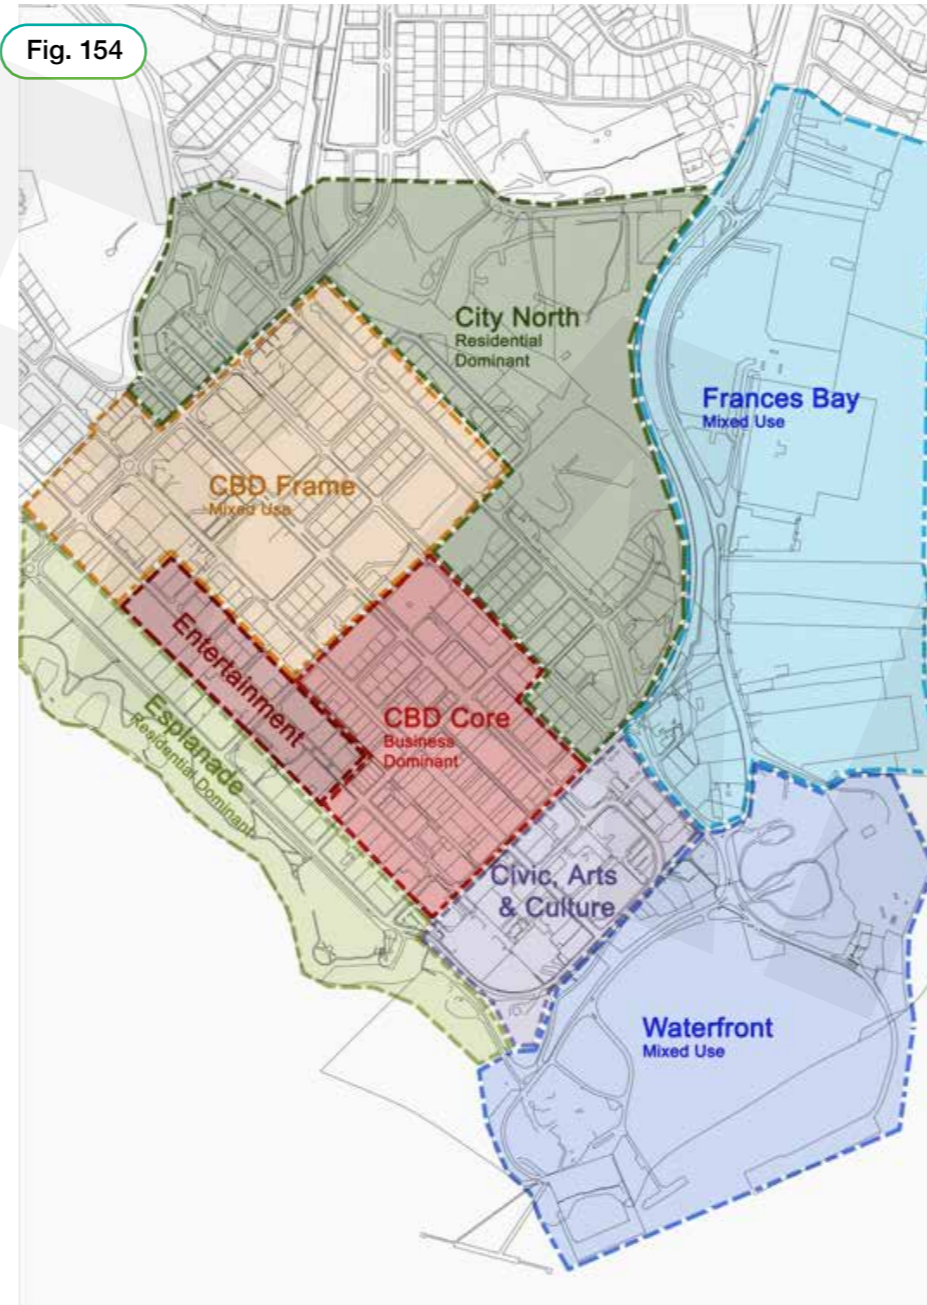 Fig. 154
City North
Residential
Dominant
Frances Bay
Mixed Use
CBD Frame
Mixed Use
Entertainment
CBD Core
Business
Dominant
Esplanade
Residential Dominant
Civic, Arts
& Culture
Waterfront
Mixed Use